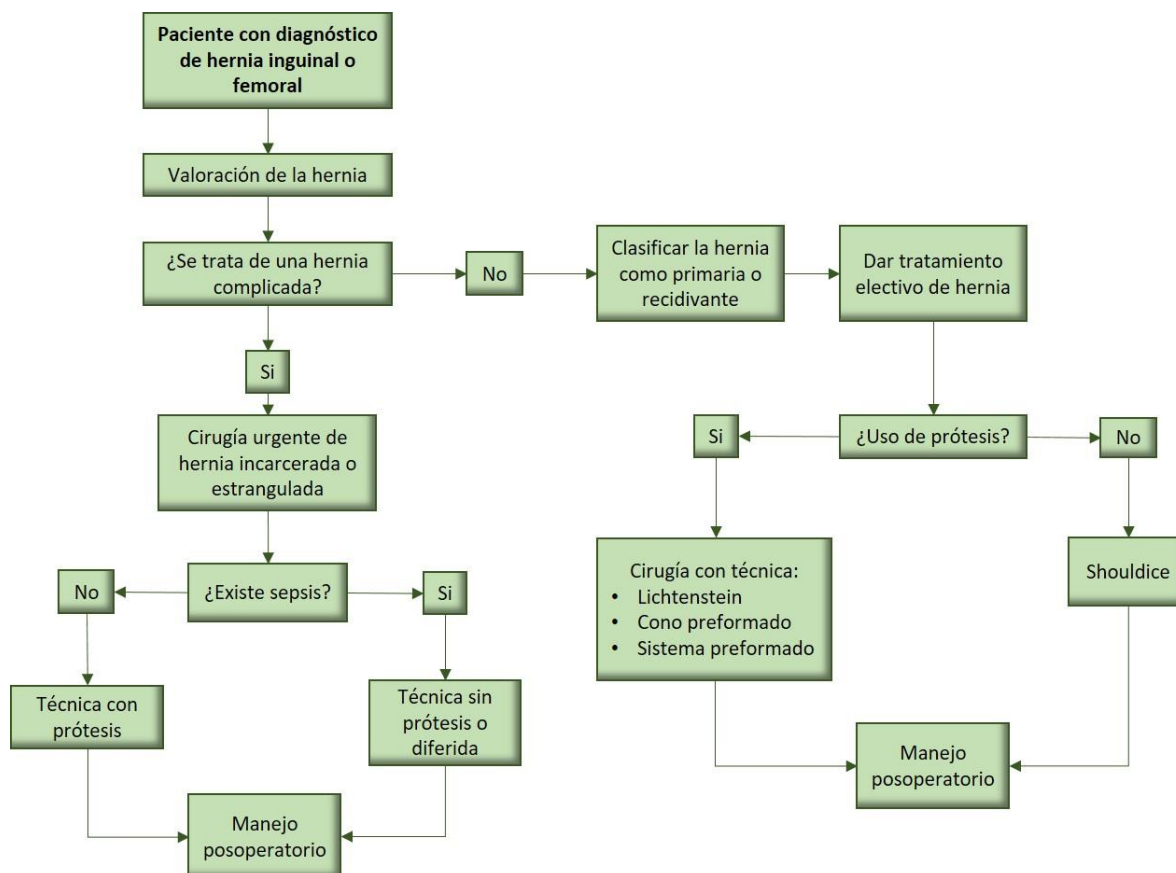 Paciente con diagnóstico
de hernia inguinal o
femoral
Valoración de la hernia
¿Se trata de una hernia
complicada?
No
Clasificar la hernia
como primaria o
recidivante
Dar tratamiento
electivo de hernia
Si
Cirugía urgente de
hernia incarcerada o
estrangulada
¿Existe sepsis?
No
Si
Técnica con
prótesis
Técnica sin
prótesis o
diferida
Manejo
posoperatorio
¿Uso de prótesis?
Si
No
Cirugía con técnica:
• Lichtenstein
• Cono preformado
• Sistema preformado
Shouldice
Manejo
posoperatorio